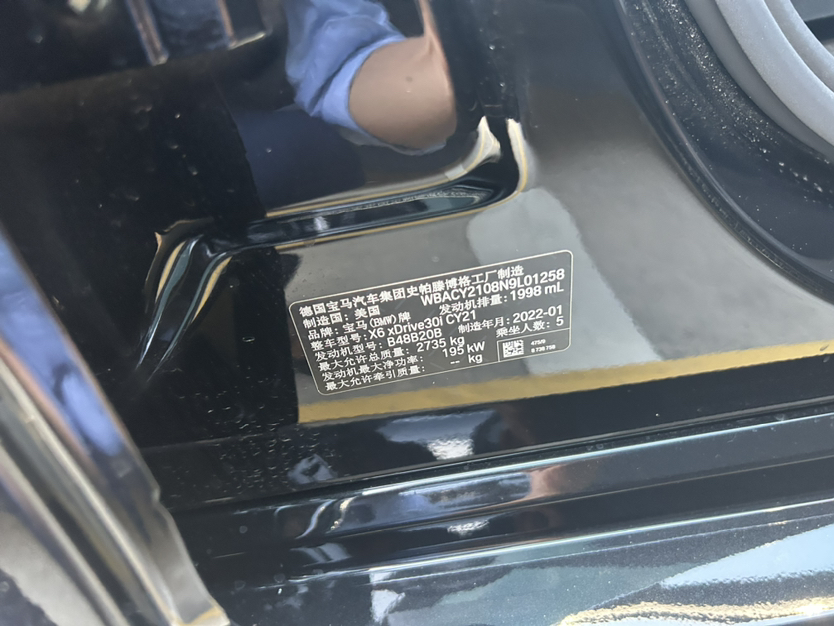 德国宝马汽车集团史帕滕博格工厂制造
制造国：美国 WBACY2108N9L01258
品牌：宝马(BMW)牌 发动机排量：1998 mL
整车型号：X6 xDrive30i CY21
发动机型号：B48B20B 制造年月：2022-01
最大允许总质量：2735 kg 乘坐人数：5
发动机最大净功率：195 kW
最大允许牵引质量：-- kg